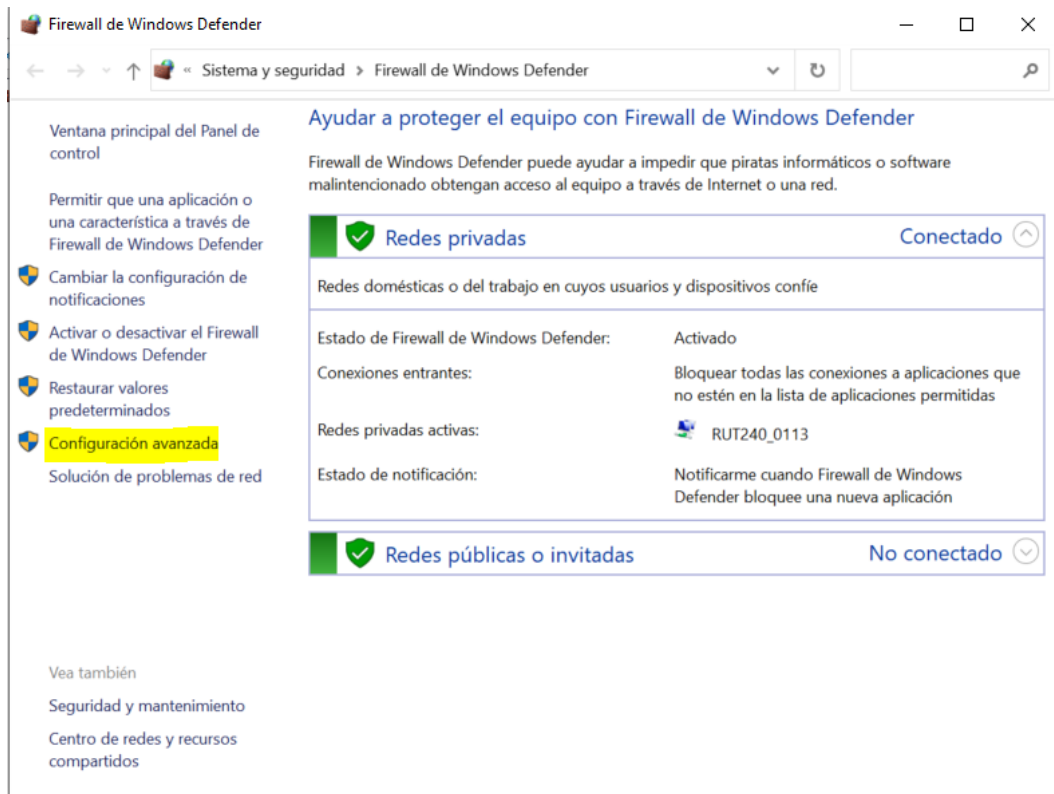 Firewall de Windows Defender
« Sistema y seguridad > Firewall de Windows Defender
Ventana principal del Panel de
control
Permitir que una aplicación o
una característica a través de
Firewall de Windows Defender
Cambiar la configuración de
notificaciones
Activar o desactivar el Firewall
de Windows Defender
Restaurar valores
predeterminados
Configuración avanzada
Solución de problemas de red
Ayudar a proteger el equipo con Firewall de Windows Defender
Firewall de Windows Defender puede ayudar a impedir que piratas informáticos o software
malintencionado obtengan acceso al equipo a través de Internet o una red.
Redes privadas Conectado
Redes domésticas o del trabajo en cuyos usuarios y dispositivos confíe
Estado de Firewall de Windows Defender: Activado
Conexiones entrantes: Bloquear todas las conexiones a aplicaciones que
no estén en la lista de aplicaciones permitidas
Redes privadas activas: RUT240_0113
Estado de notificación: Notificarme cuando Firewall de Windows
Defender bloquee una nueva aplicación
Redes públicas o invitadas No conectado
Vea también
Seguridad y mantenimiento
Centro de redes y recursos
compartidos